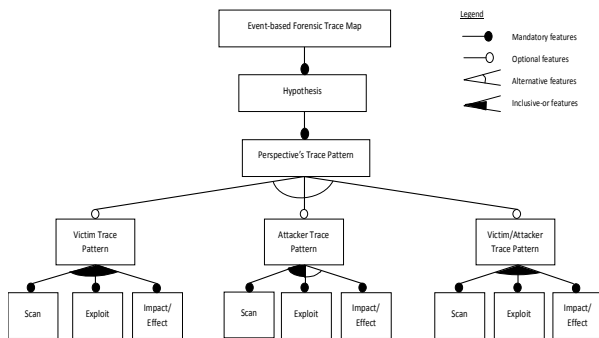 Event-based Forensic Trace Map
Legend
Mandatory features
Optional features
Alternative features
Inclusive-or features
Hypothesis
Perspective's Trace Pattern
Victim Trace
Pattern
Attacker Trace
Pattern
Victim/Attacker
Trace Pattern
Scan
Exploit
Impact/
Effect
Scan
Exploit
Impact/
Effect
Scan
Exploit
Impact/
Effect